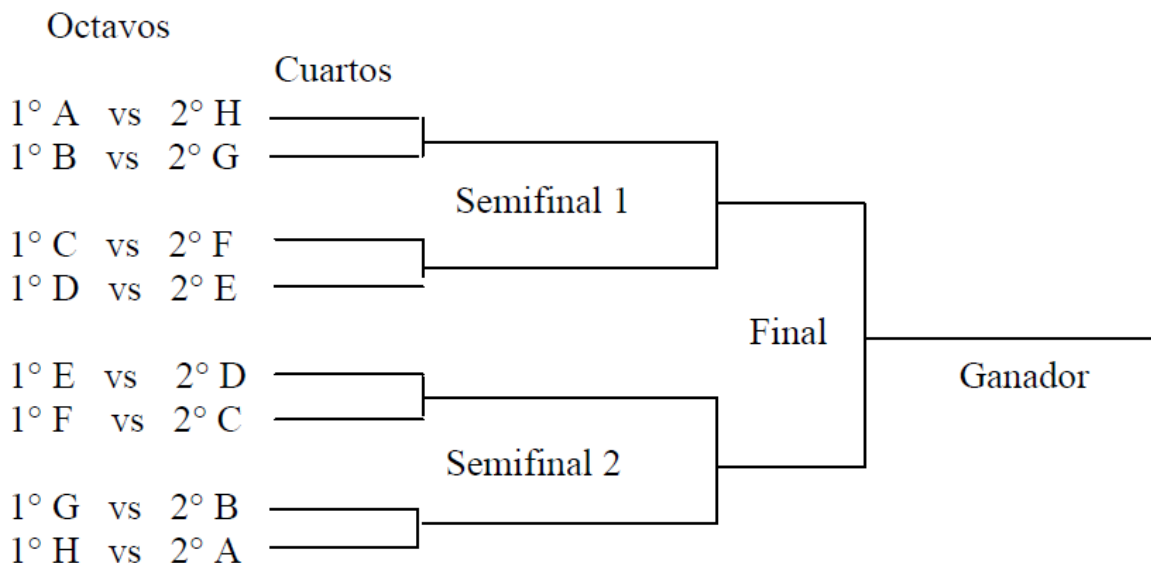 Octavos
Cuartos
1° A vs 2° H
1° B vs 2° G
Semifinal 1
1° C vs 2° F
1° D vs 2° E
Final
1° E vs 2° D
Ganador
1° F vs 2° C
Semifinal 2
1° G vs 2° B
1° H vs 2° A